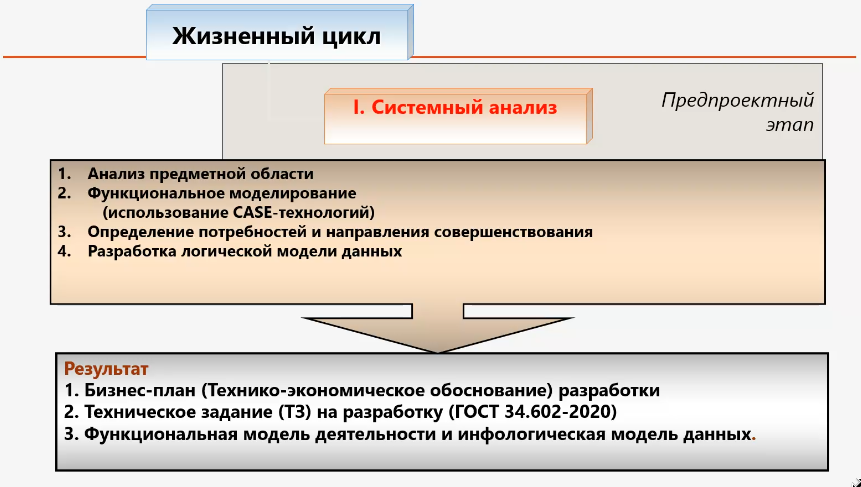 Жизненный цикл
I. Системный анализ
Предпроектный
этап
1. Анализ предметной области
2. Функциональное моделирование
(использование CASE-технологий)
3. Определение потребностей и направления совершенствования
4. Разработка логической модели данных
Результат
1. Бизнес-план (Технико-экономическое обоснование) разработки
2. Техническое задание (ТЗ) на разработку (ГОСТ 34.602-2020)
3. Функциональная модель деятельности и инфологическая модель данных.